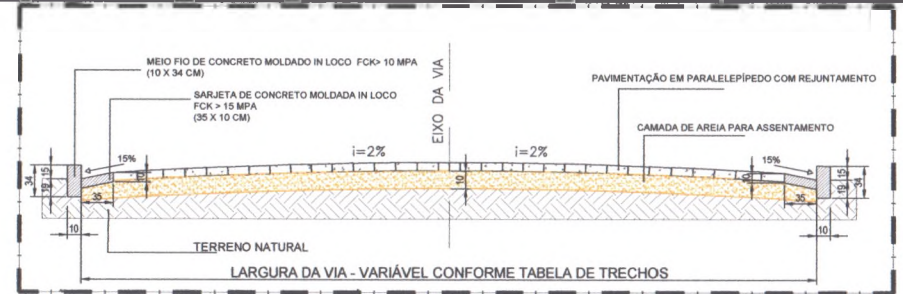 MEIO FIO DE CONCRETO MOLDADO IN LOCO FCK> 10 MPA
(10 X 34 CM)
SARJETA DE CONCRETO MOLDADA IN LOCO
FCK > 15 MPA
(35 X 10 CM)
EIXO DA VIA
PAVIMENTAÇÃO EM PARALELEPÍPEDO COM REJUNTAMENTO
CAMADA DE AREIA PARA ASSENTAMENTO
i=2%
i=2%
15%
15%
34
15
19
10
10
10
15
19
34
35
35
10
10
TERRENO NATURAL
LARGURA DA VIA - VARIÁVEL CONFORME TABELA DE TRECHOS